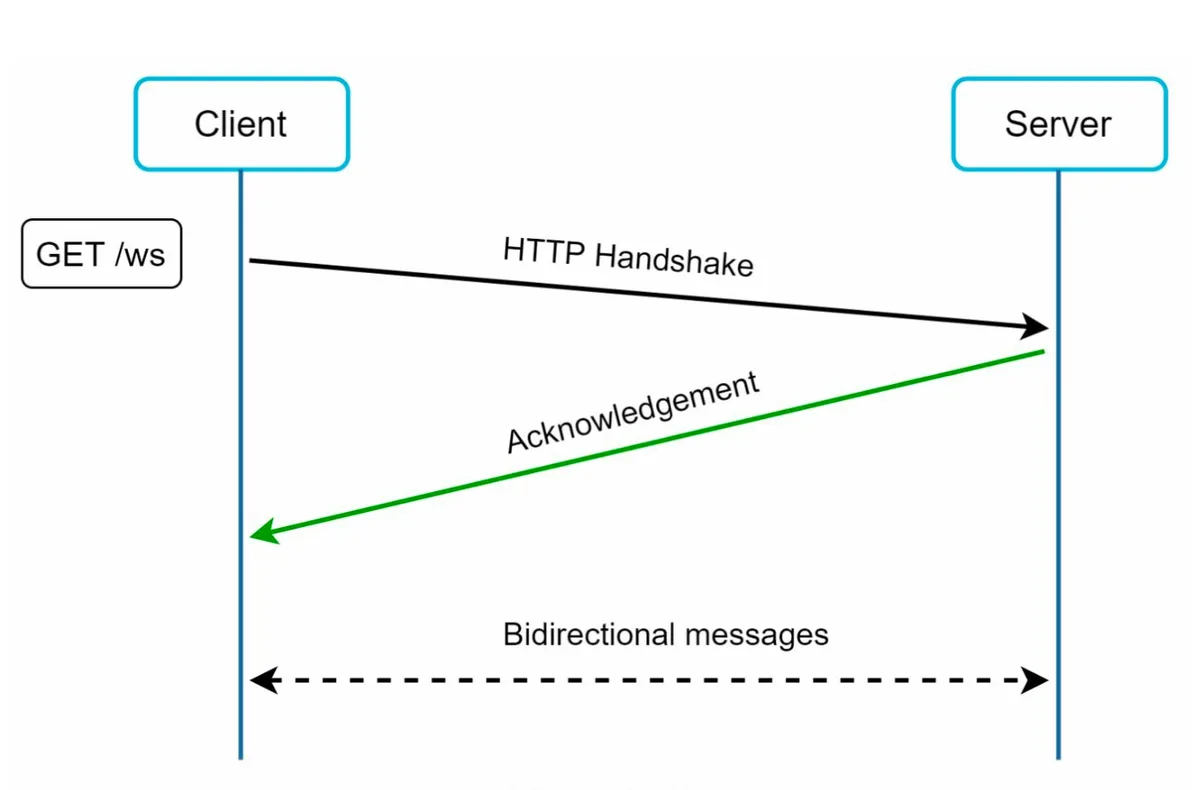 Client
Server
GET /ws
HTTP Handshake
Acknowledgement
Bidirectional messages